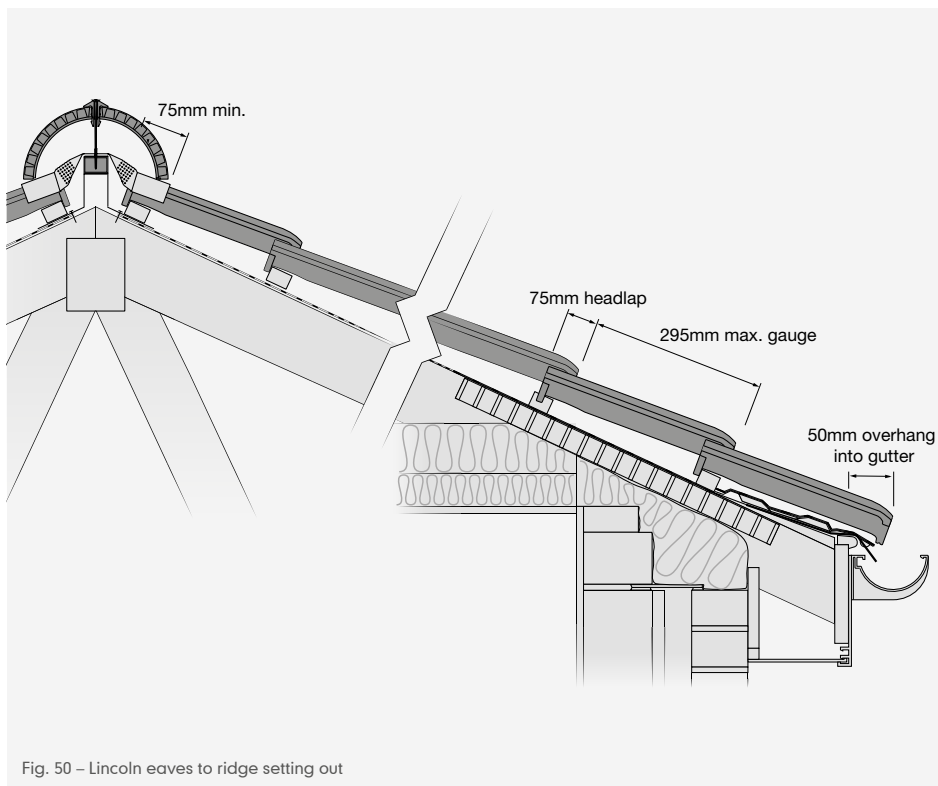 75mm min.
75mm headlap
295mm max. gauge
50mm overhang
into gutter
Fig. 50 – Lincoln eaves to ridge setting out